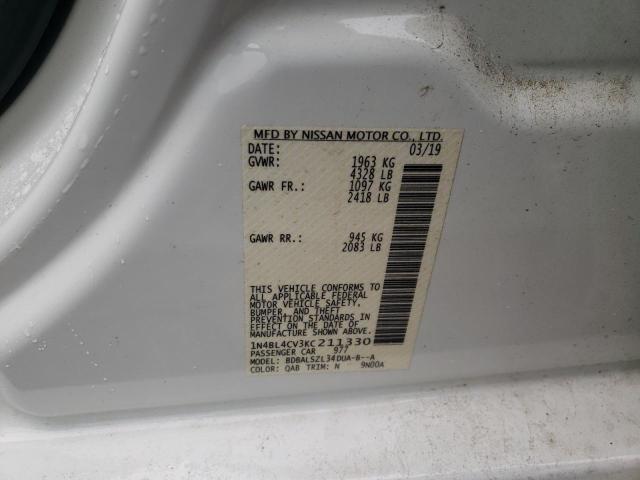 MFD BY NISSAN MOTOR CO., LTD.
DATE: 03/19
GVWR: 1963 KG
4328 LB
GAWR FR.: 1097 KG
2418 LB
GAWR RR.: 945 KG
2083 LB
THIS VEHICLE CONFORMS TO
ALL APPLICABLE FEDERAL
MOTOR VEHICLE SAFETY,
BUMPER, AND THEFT
PREVENTION STANDARDS IN
EFFECT ON THE DATE OF
MANUFACTURE SHOWN ABOVE.
1N4BL4CV3KC211330
PASSENGER CAR 977
MODEL: BDBALSZL34DUA-B--A
COLOR: QAB TRIM: N 9N00A